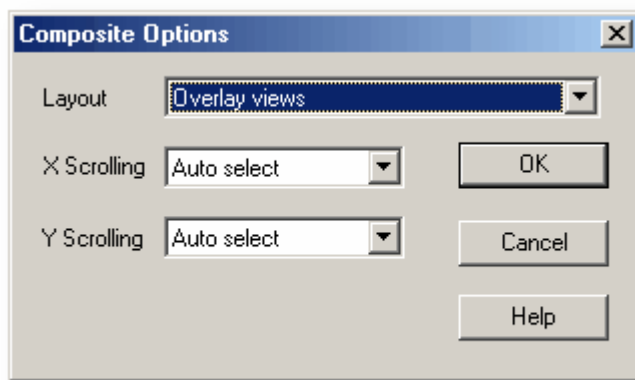 Composite Options
Layout Overlay views
X Scrolling Auto select OK
Y Scrolling Auto select Cancel
Help